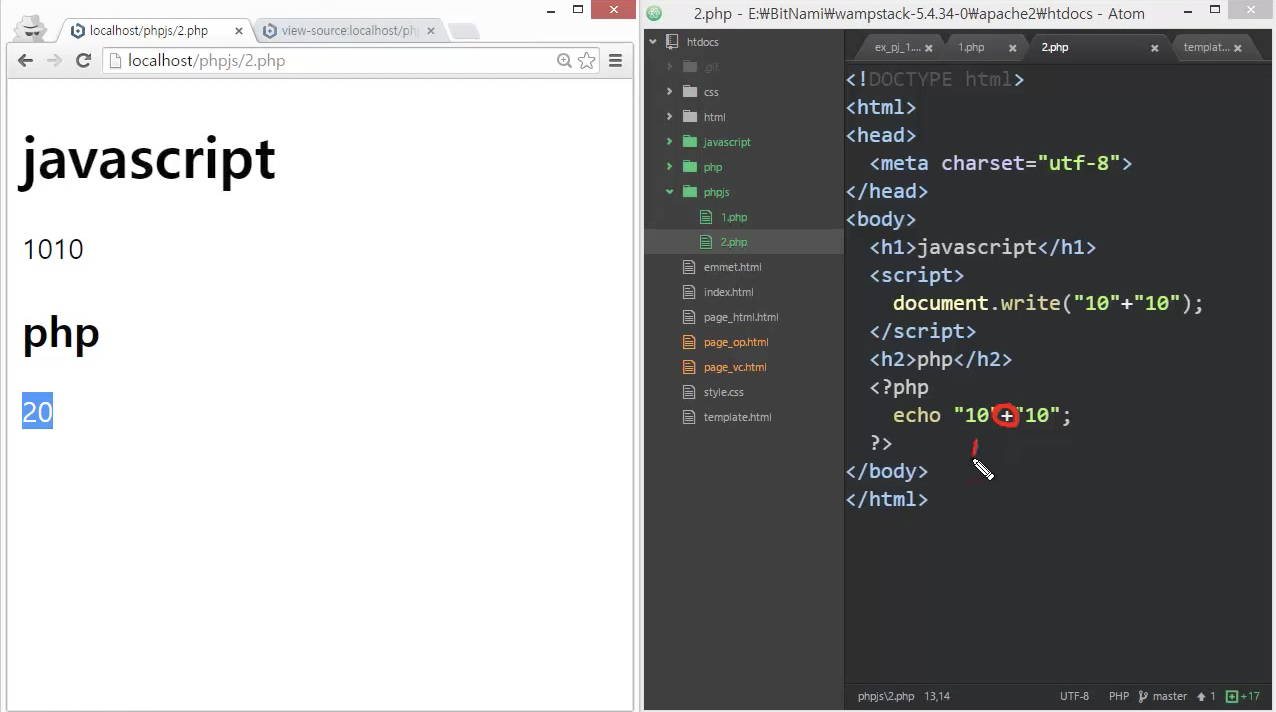 localhost/phpjs/2.php
view-source:localhost/ph
localhost/phpjs/2.php
javascript
1010
php
20
2.php - E:₩BitNami₩wampstack-5.4.34-0₩apache2₩htdocs - Atom
htdocs
.git
css
html
javascript
php
phpjs
1.php
2.php
emmet.html
index.html
page_html.html
page_op.html
page_vc.html
style.css
template.html
ex_pj_1....
1.php
2.php
templat...
<!DOCTYPE html>
<html>
<head>
<meta charset="utf-8">
</head>
<body>
<h1>javascript</h1>
<script>
document.write("10"+"10");
</script>
<h2>php</h2>
<?php
echo "10"+"10";
?>
</body>
</html>
phpjs\2.php 13,14
UTF-8 PHP master 1 +17